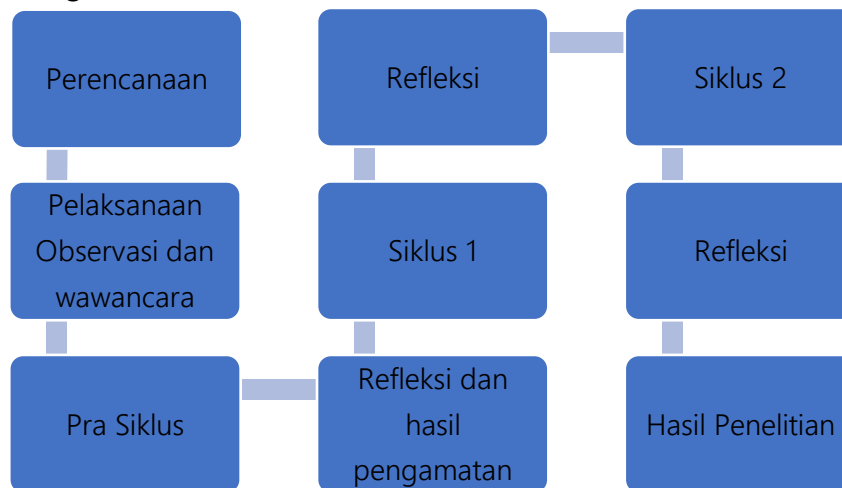 Perencanaan
Pelaksanaan
Observasi dan
wawancara
Pra Siklus
Refleksi dan
hasil
pengamatan
Siklus 1
Refleksi
Siklus 2
Refleksi
Hasil Penelitian